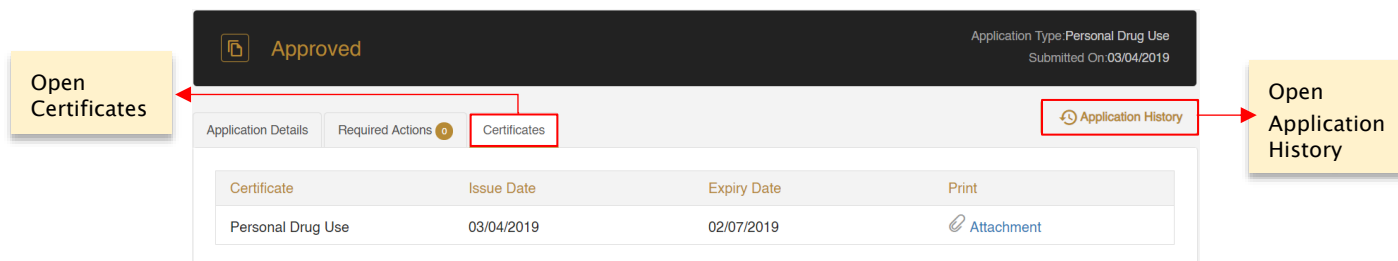 Approved
Application Type:Personal Drug Use
Submitted On:03/04/2019
Open
Certificates
Open
Application
History
Application History
Application Details Required Actions 0 Certificates
Certificate Issue Date Expiry Date Print
Personal Drug Use 03/04/2019 02/07/2019 Attachment